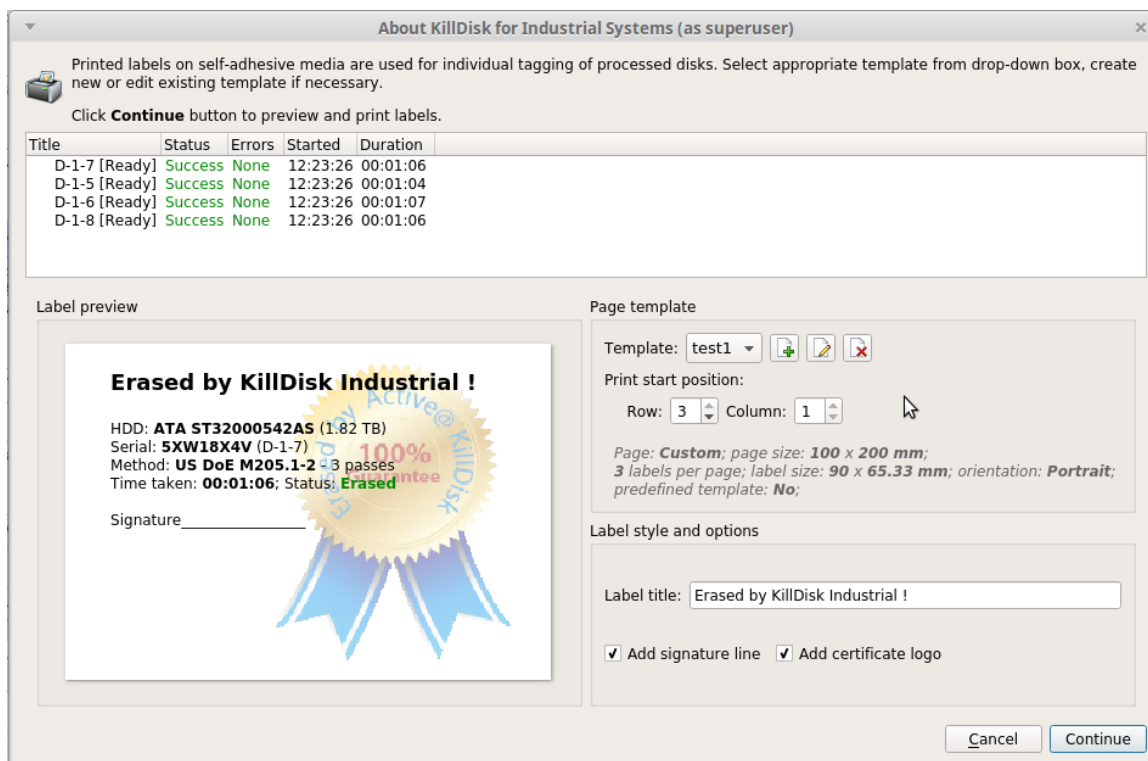 About KillDisk for Industrial Systems (as superuser)
Printed labels on self-adhesive media are used for individual tagging of processed disks. Select appropriate template from drop-down box, create
new or edit existing template if necessary.
Click Continue button to preview and print labels.
Title Status Errors Started Duration
D-1-7 [Ready] Success None 12:23:26 00:01:06
D-1-5 [Ready] Success None 12:23:26 00:01:04
D-1-6 [Ready] Success None 12:23:26 00:01:07
D-1-8 [Ready] Success None 12:23:26 00:01:06
Label preview
Erased by KillDisk Industrial !
HDD: ATA ST32000542AS (1.82 TB)
Serial: 5XW18X4V (D-1-7)
Method: US DoE M205.1-2 - 3 passes
Time taken: 00:01:06; Status: Erased
Signature_________________
Erased by Active@ KillDisk
100%
Guarantee
Page template
Template: test1
Print start position:
Row: 3 Column: 1
Page: Custom; page size: 100 x 200 mm;
3 labels per page; label size: 90 x 65.33 mm; orientation: Portrait;
predefined template: No;
Label style and options
Label title: Erased by KillDisk Industrial !
Add signature line Add certificate logo
Cancel Continue